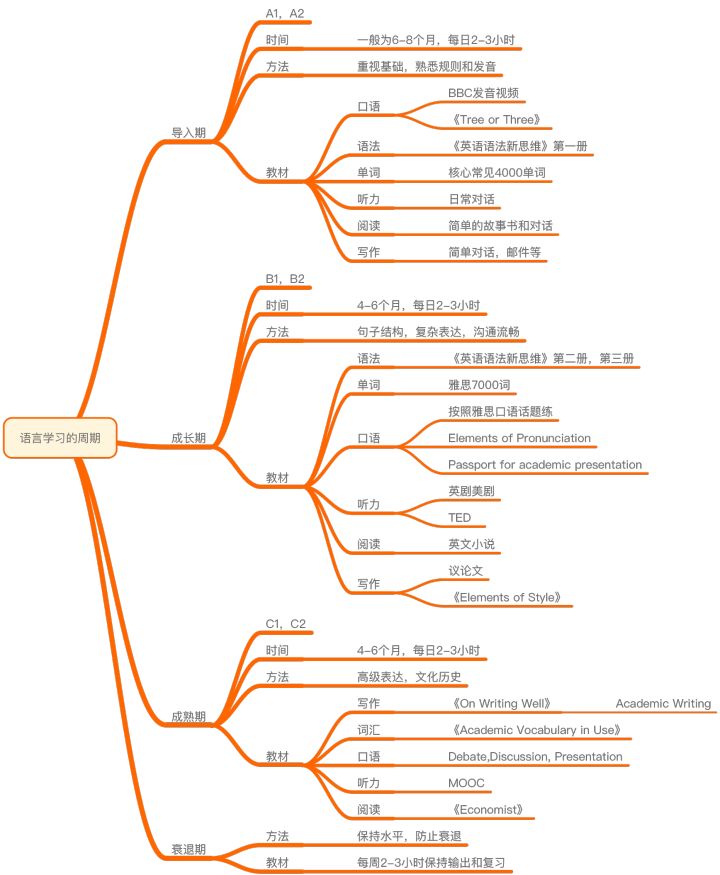 语言学习的周期
导入期
A1，A2
时间
一般为6-8个月，每日2-3小时
方法
重视基础，熟悉规则和发音
教材
口语
BBC发音视频
《Tree or Three》
语法
《英语语法新思维》第一册
单词
核心常见4000单词
听力
日常对话
阅读
简单的故事书和对话
写作
简单对话，邮件等
成长期
B1，B2
时间
4-6个月，每日2-3小时
方法
句子结构，复杂表达，沟通流畅
教材
语法
《英语语法新思维》第二册，第三册
单词
雅思7000词
口语
按照雅思口语话题练
Elements of Pronunciation
Passport for academic presentation
听力
英剧美剧
TED
阅读
英文小说
写作
议论文
《Elements of Style》
成熟期
C1，C2
时间
4-6个月，每日2-3小时
方法
高级表达，文化历史
教材
写作
《On Writing Well》
Academic Writing
词汇
《Academic Vocabulary in Use》
口语
Debate,Discussion, Presentation
听力
MOOC
阅读
《Economist》
衰退期
方法
保持水平，防止衰退
教材
每周2-3小时保持输出和复习